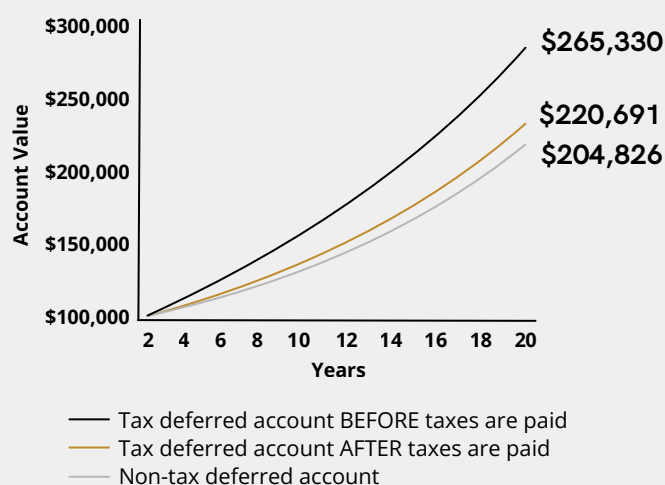 $300,000
$265,330
$250,000
$220,691
$204,826
$200,000
Account Value
$150,000
$100,000
2 4 6 8 10 12 14 16 18 20
Years
Tax deferred account BEFORE taxes are paid
Tax deferred account AFTER taxes are paid
Non-tax deferred account